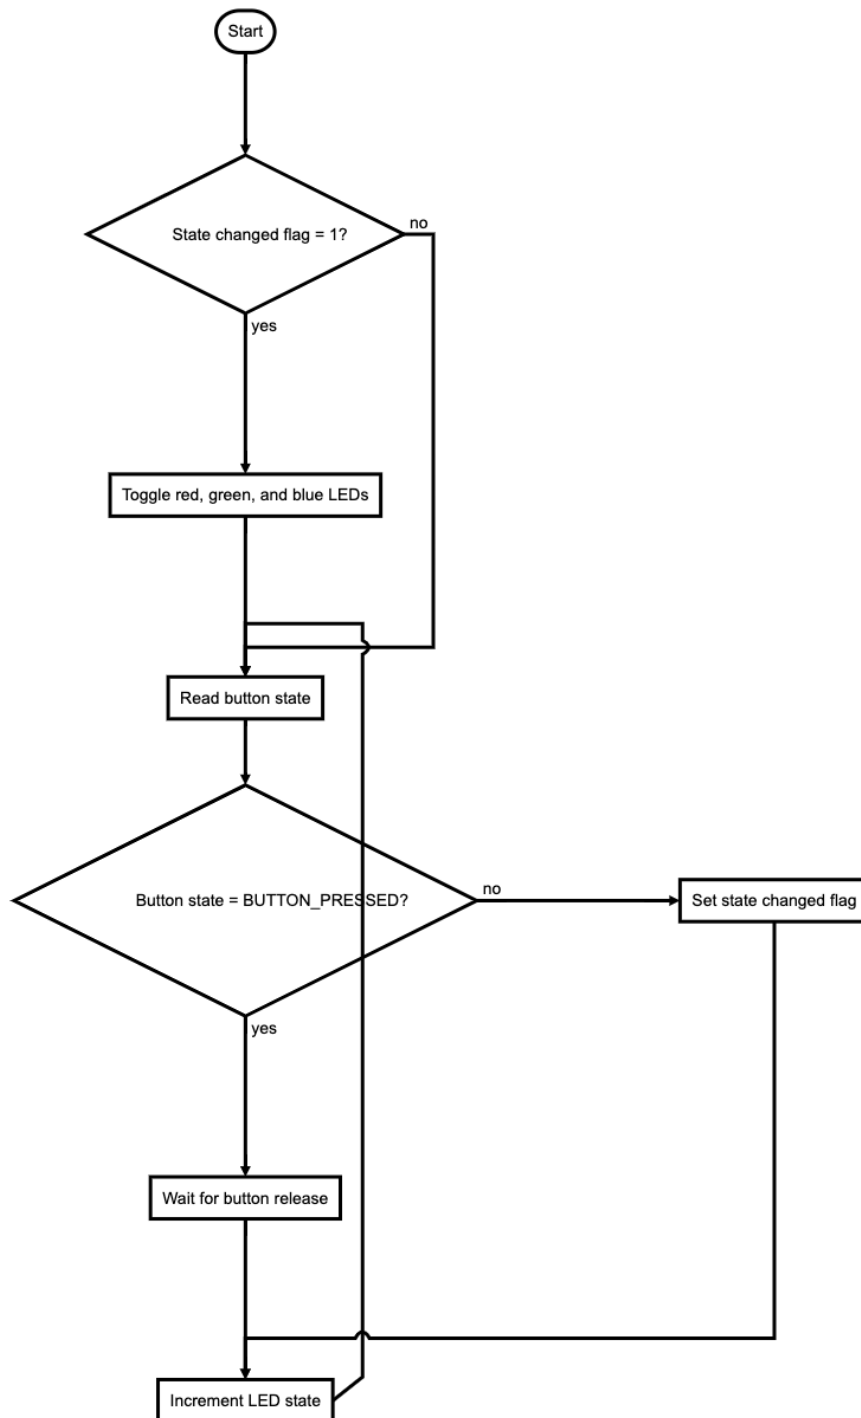 Start
State changed flag = 1?
no
yes
Toggle red, green, and blue LEDs
Read button state
Button state = BUTTON_PRESSED?
no
Set state changed flag
yes
Wait for button release
Increment LED state